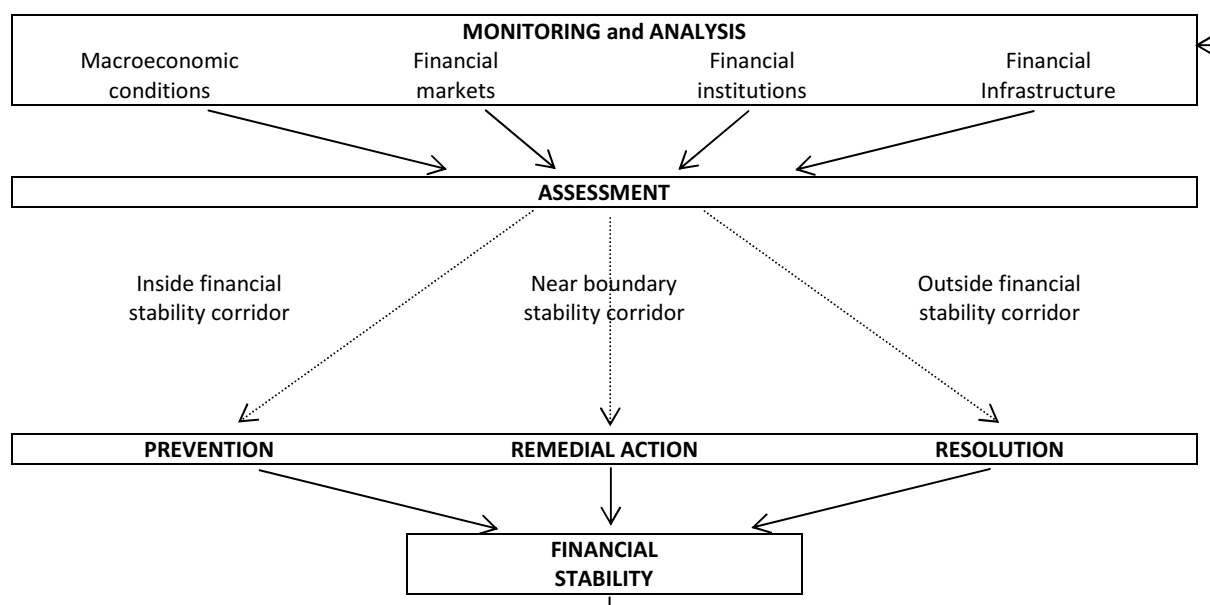 MONITORING and ANALYSIS
Macroeconomic Financial Financial Financial
conditions markets institutions Infrastructure
ASSESSMENT
Inside financial Near boundary Outside financial
stability corridor stability corridor stability corridor
PREVENTION REMEDIAL ACTION RESOLUTION
FINANCIAL
STABILITY